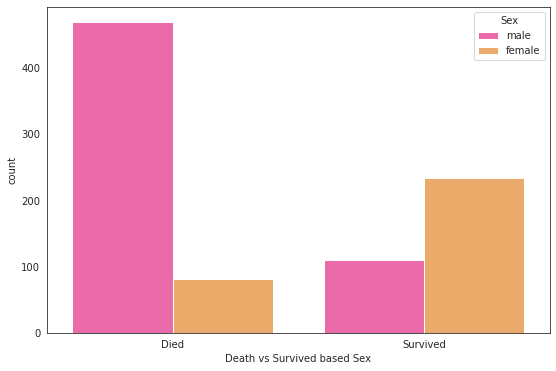 Sex
male
female
400
300
200
100
0
count
Died
Survived
Death vs Survived based Sex